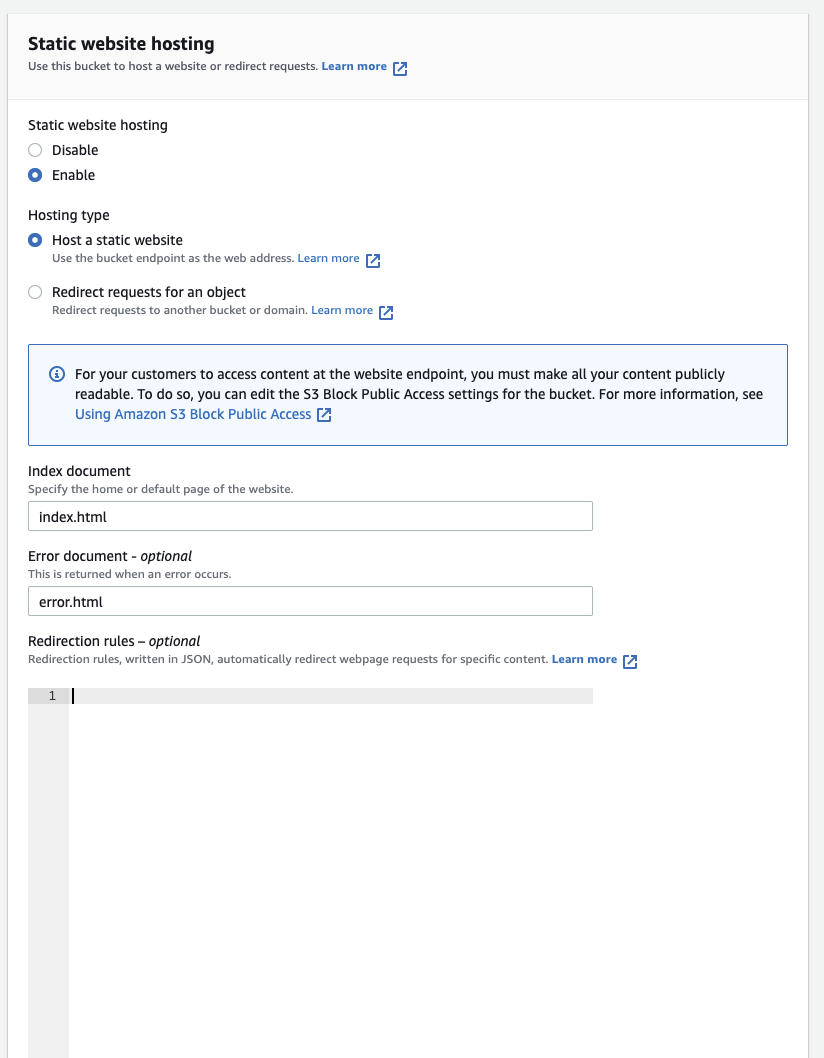 Static website hosting
Use this bucket to host a website or redirect requests. Learn more
Static website hosting
Disable
Enable
Hosting type
Host a static website
Use the bucket endpoint as the web address. Learn more
Redirect requests for an object
Redirect requests to another bucket or domain. Learn more
For your customers to access content at the website endpoint, you must make all your content publicly
readable. To do so, you can edit the S3 Block Public Access settings for the bucket. For more information, see
Using Amazon S3 Block Public Access
Index document
Specify the home or default page of the website.
index.html
Error document - optional
This is returned when an error occurs.
error.html
Redirection rules – optional
Redirection rules, written in JSON, automatically redirect webpage requests for specific content. Learn more
1